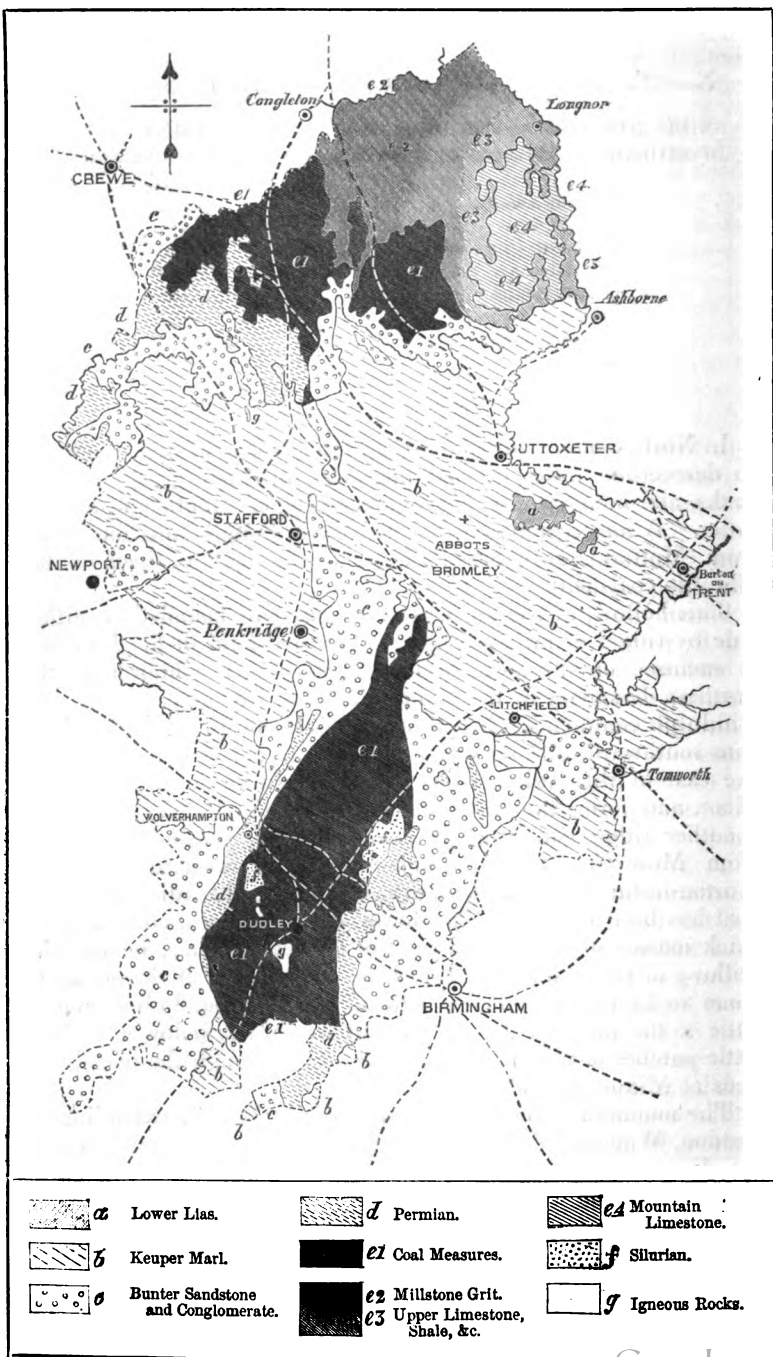 Congleton
e2
Longnor
e2
e3
CREWE
e4
e1
e3
e4
c
e1
e1
e4
e3
d
Ashborne
d
c
d
g
UTTOXETER
b
b
a
STAFFORD
ABBOTS
BROMLEY
a
NEWPORT
Burton
ON
TRENT
c
Penkridge
b
LITCHFIELD
e1
b
c
Tamworth
WOLVERHAMPTON
b
c
f
d
DUDLEY
e1
g
c
BIRMINGHAM
e1
d
b
b
b
c
b
a Lower Lias.
b Keuper Marl.
c Bunter Sandstone
and Conglomerate.
d Permian.
e1 Coal Measures.
e2 Millstone Grit.
e3 Upper Limestone,
Shale, &c.
e4 Mountain
Limestone.
f Silurian.
g Igneous Rocks.